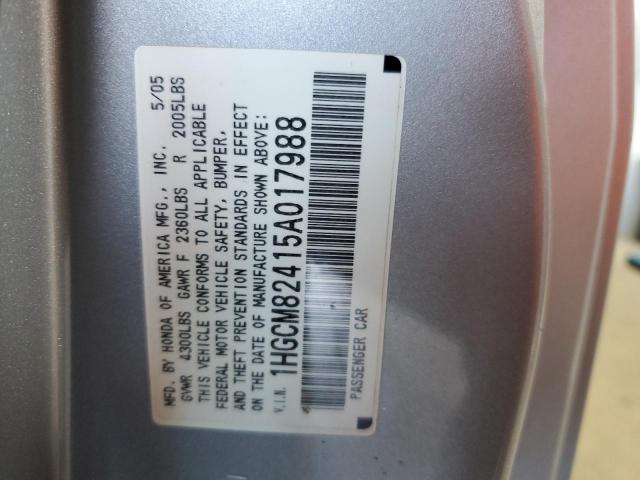 MFD. BY HONDA OF AMERICA MFG., INC. 5/05
GVWR 4300LBS GAWR F 2360LBS R 2005LBS
THIS VEHICLE CONFORMS TO ALL APPLICABLE
FEDERAL MOTOR VEHICLE SAFETY, BUMPER,
AND THEFT PREVENTION STANDARDS IN EFFECT
ON THE DATE OF MANUFACTURE SHOWN ABOVE:
V.I.N. 1HGCM82415A017988
PASSENGER CAR